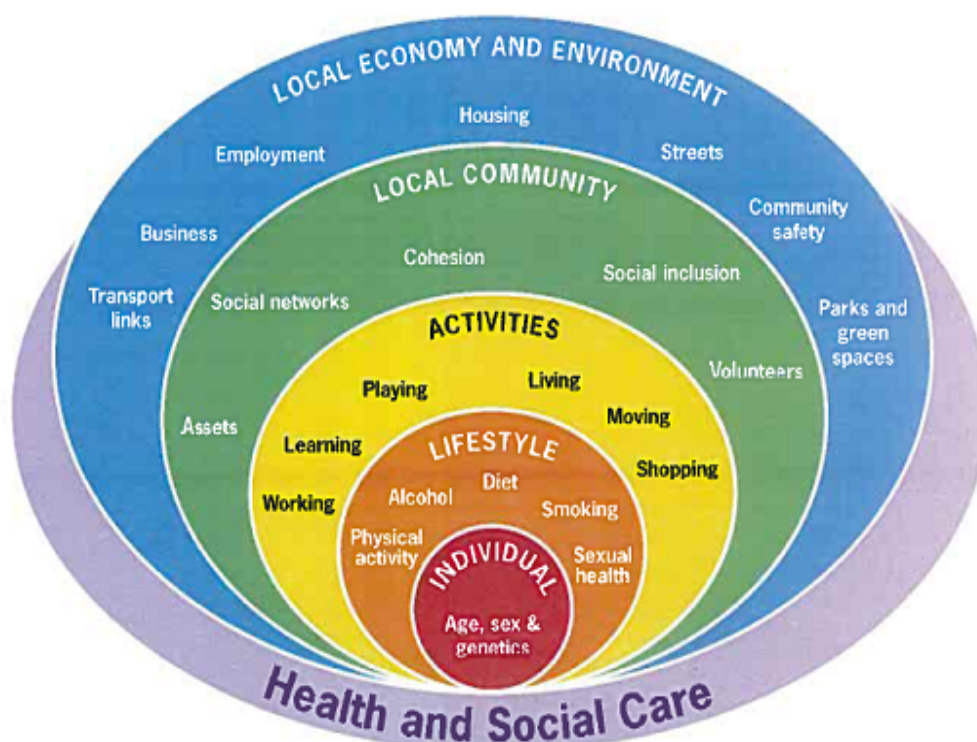 LOCAL ECONOMY AND ENVIRONMENT
Housing
Employment
Streets
Business
Community
safety
Transport
links
Parks and
green
spaces
LOCAL COMMUNITY
Cohesion
Social networks
Social inclusion
Assets
Volunteers
ACTIVITIES
Playing
Living
Learning
Moving
Working
Shopping
LIFESTYLE
Diet
Alcohol
Smoking
Physical
activity
Sexual
health
INDIVIDUAL
Age, sex &
genetics
Health and Social Care